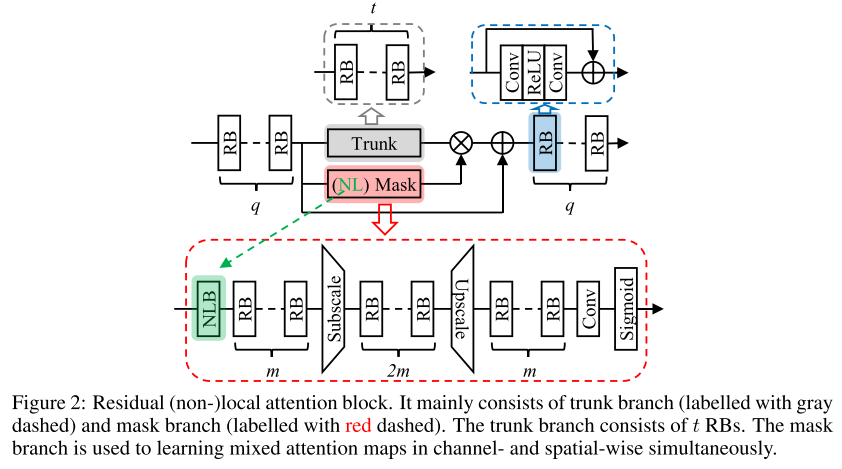 t
RB RB
Conv ReLU Conv
RB RB Trunk RB RB
(NL) Mask
q q
NLB RB RB Subscale RB RB Upscale RB RB Conv Sigmoid
m 2m m
Figure 2: Residual (non-)local attention block. It mainly consists of trunk branch (labelled with gray
dashed) and mask branch (labelled with red dashed). The trunk branch consists of t RBs. The mask
branch is used to learning mixed attention maps in channel- and spatial-wise simultaneously.